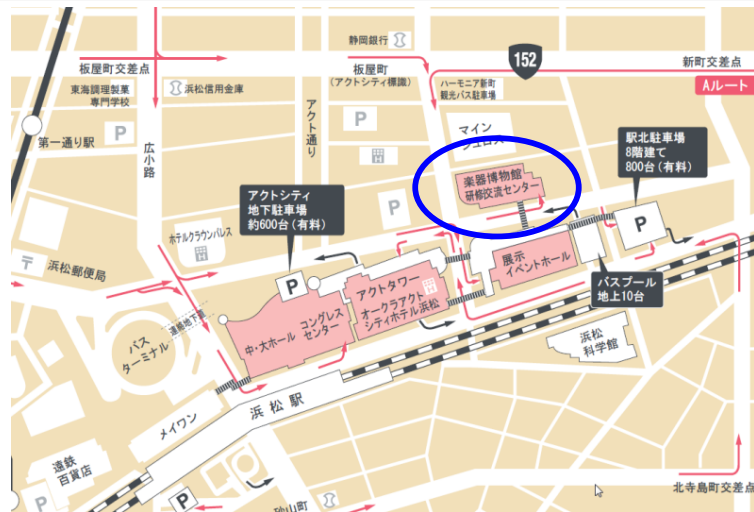 静岡銀行
152
板屋町交差点
板屋町
(アクトシティ標識)
新町交差点
Aルート
東海調理製菓
専門学校
浜松信用金庫
ハーモニア新町
観光バス駐車場
P
第一通り駅
広小路
アクト通り
P
H
マイン
駅北駐車場
8階建て
800台(有料)
楽器博物館
研修交流センター
アクトシティ
地下駐車場
約600台(有料)
P
P
ホテルクラウンパレス
H
〒
浜松郵便局
P
展示
イベントホール
アクトタワー
オークラアクト
シティホテル浜松
H
コングレス
センター
中・大ホール
バスプール
地上10台
連絡地下道
バス
ターミナル
浜松
科学館
浜松駅
メイワン
遠鉄
百貨店
P
P
砂山町
北寺島町交差点